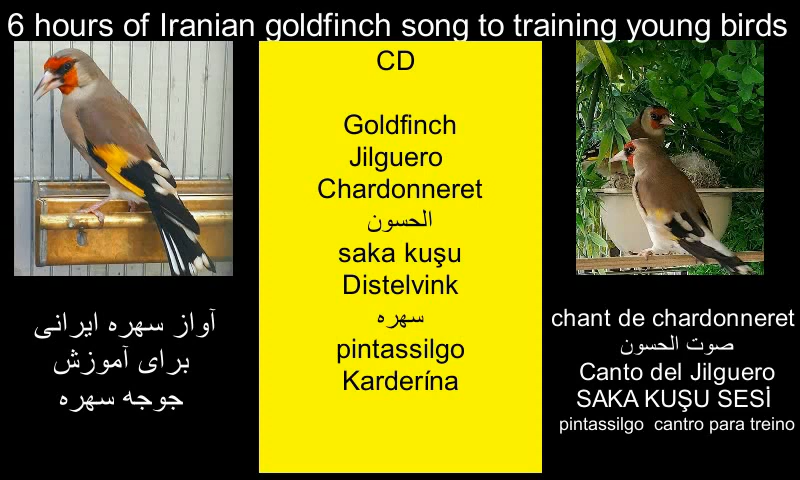 6 hours of Iranian goldfinch song to training young birds
CD
Goldfinch
Jilguero
Chardonneret
الحسون
saka kuşu
Distelvink
سهره
pintassilgo
Karderína
آواز سهره ایرانی
برای آموزش
جوجه سهره
chant de chardonneret
صوت الحسون
Canto del Jilguero
SAKA KUŞU SESİ
pintassilgo cantro para treino